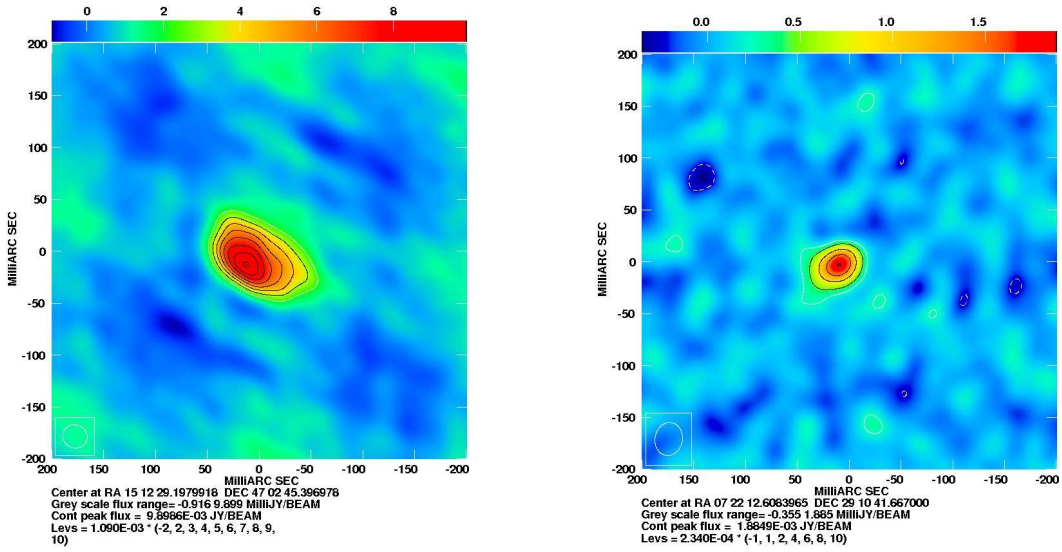 0 2 4 6 8
200
150
100
50
0
-50
-100
-150
-200
MilliARC SEC
200 150 100 50 0 -50 -100 -150 -200
MilliARC SEC
Center at RA 15 12 29.1979918 DEC 47 02 45.396978
Grey scale flux range= -0.916 9.899 MilliJY/BEAM
Cont peak flux = 9.8986E-03 JY/BEAM
Levs = 1.090E-03 * (-2, 2, 3, 4, 5, 6, 7, 8, 9,
10)
0.0 0.5 1.0 1.5
200
150
100
50
0
-50
-100
-150
-200
MilliARC SEC
200 150 100 50 0 -50 -100 -150 -200
MilliARC SEC
Center at RA 07 22 12.6083965 DEC 29 10 41.667000
Grey scale flux range= -0.355 1.885 MilliJY/BEAM
Cont peak flux = 1.8849E-03 JY/BEAM
Levs = 2.340E-04 * (-1, 1, 2, 4, 6, 8, 10)